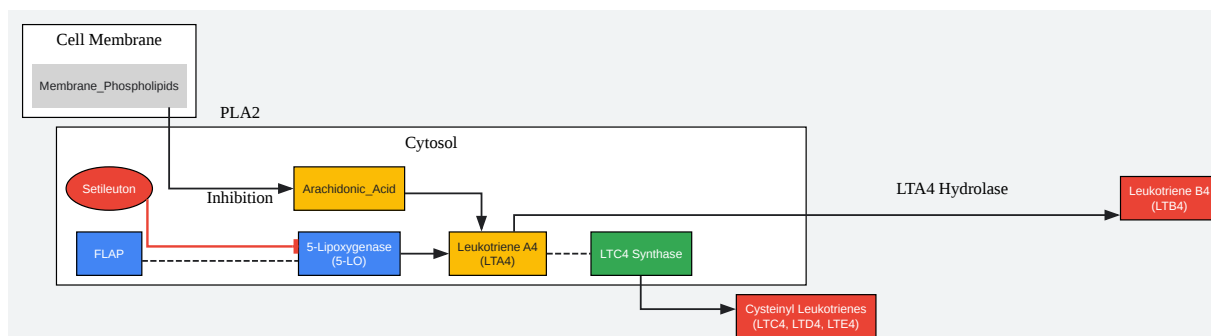 Cell Membrane
Membrane_Phospholipids
PLA2
Cytosol
Setileuton
Inhibition
Arachidonic_Acid
LTA4 Hydrolase
Leukotriene B4
(LTB4)
FLAP
5-Lipoxygenase
(5-LO)
Leukotriene A4
(LTA4)
LTC4 Synthase
Cysteinyl Leukotrienes
(LTC4, LTD4, LTE4)